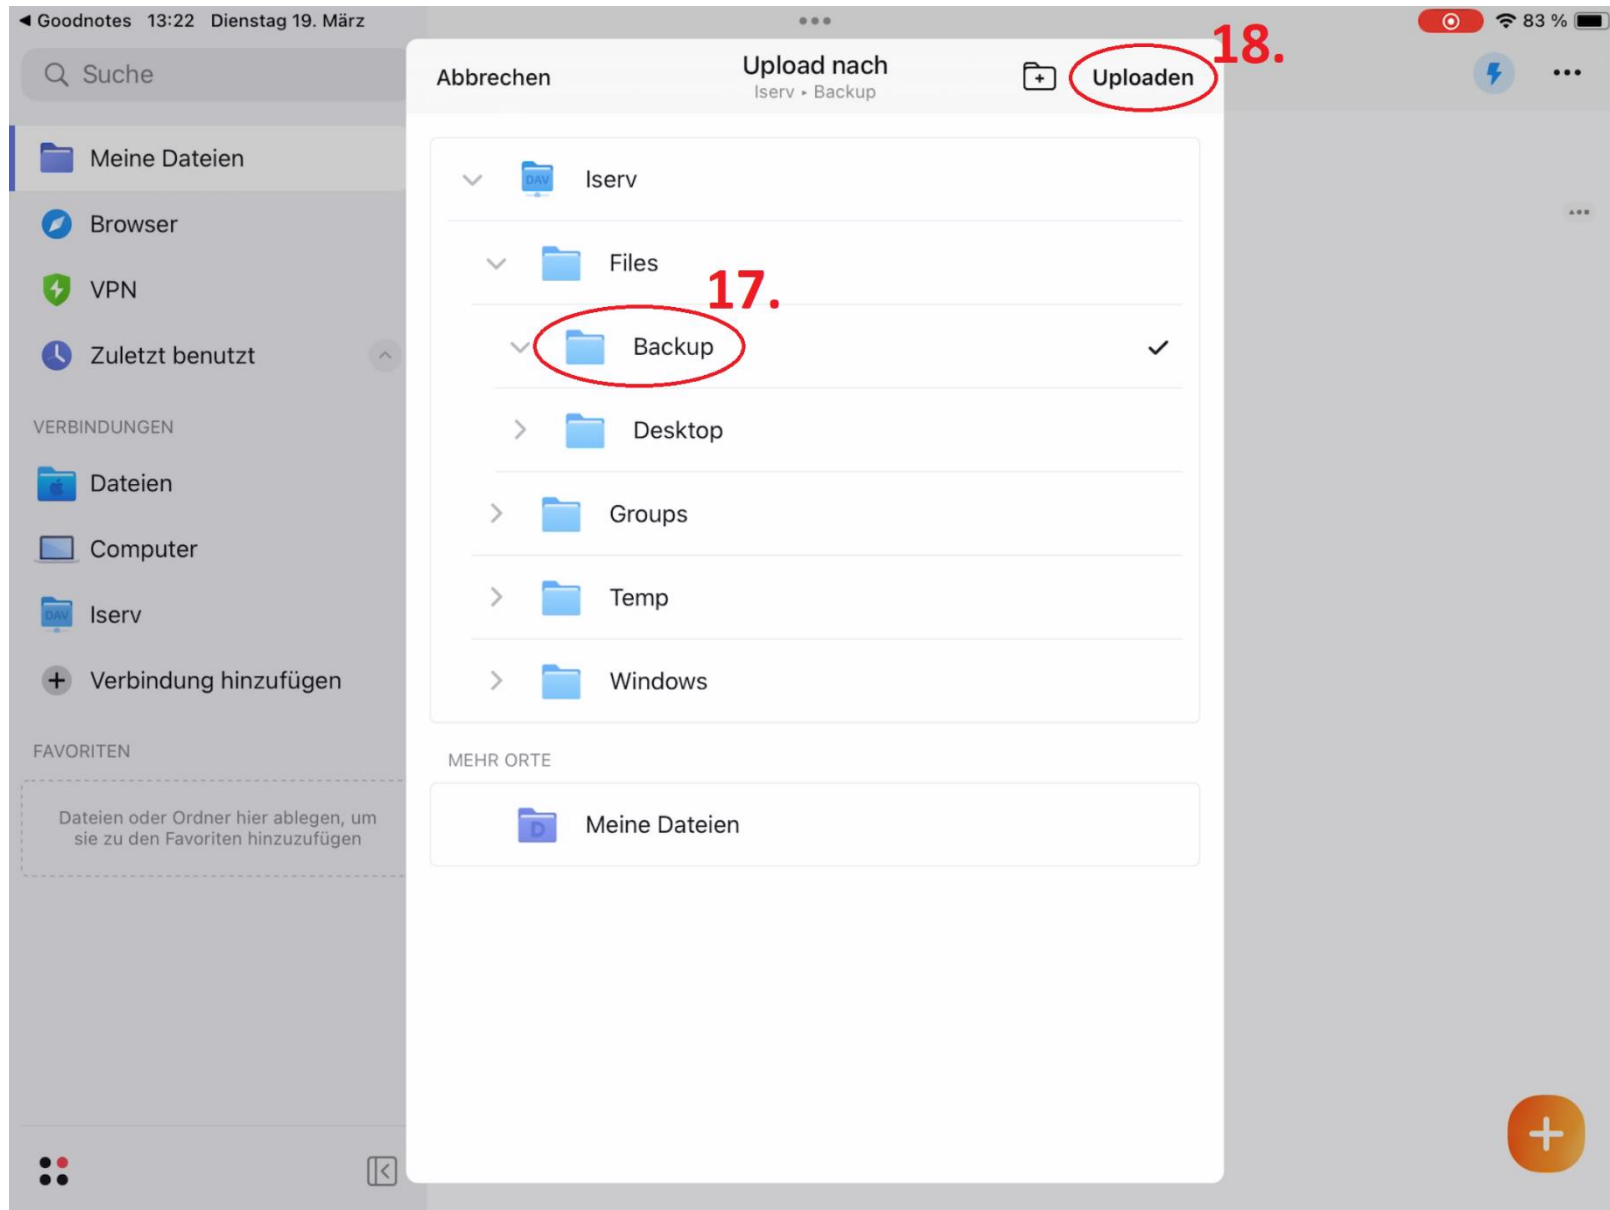 Goodnotes 13:22 Dienstag 19. März
83 %
Suche
Meine Dateien
Browser
VPN
Zuletzt benutzt
VERBINDUNGEN
Dateien
Computer
DAV
Iserv
Verbindung hinzufügen
FAVORITEN
Dateien oder Ordner hier ablegen, um
sie zu den Favoriten hinzuzufügen
Abbrechen
Upload nach
Iserv ▸ Backup
Uploaden
18.
DAV
Iserv
Files
17.
Backup
Desktop
Groups
Temp
Windows
MEHR ORTE
D
Meine Dateien